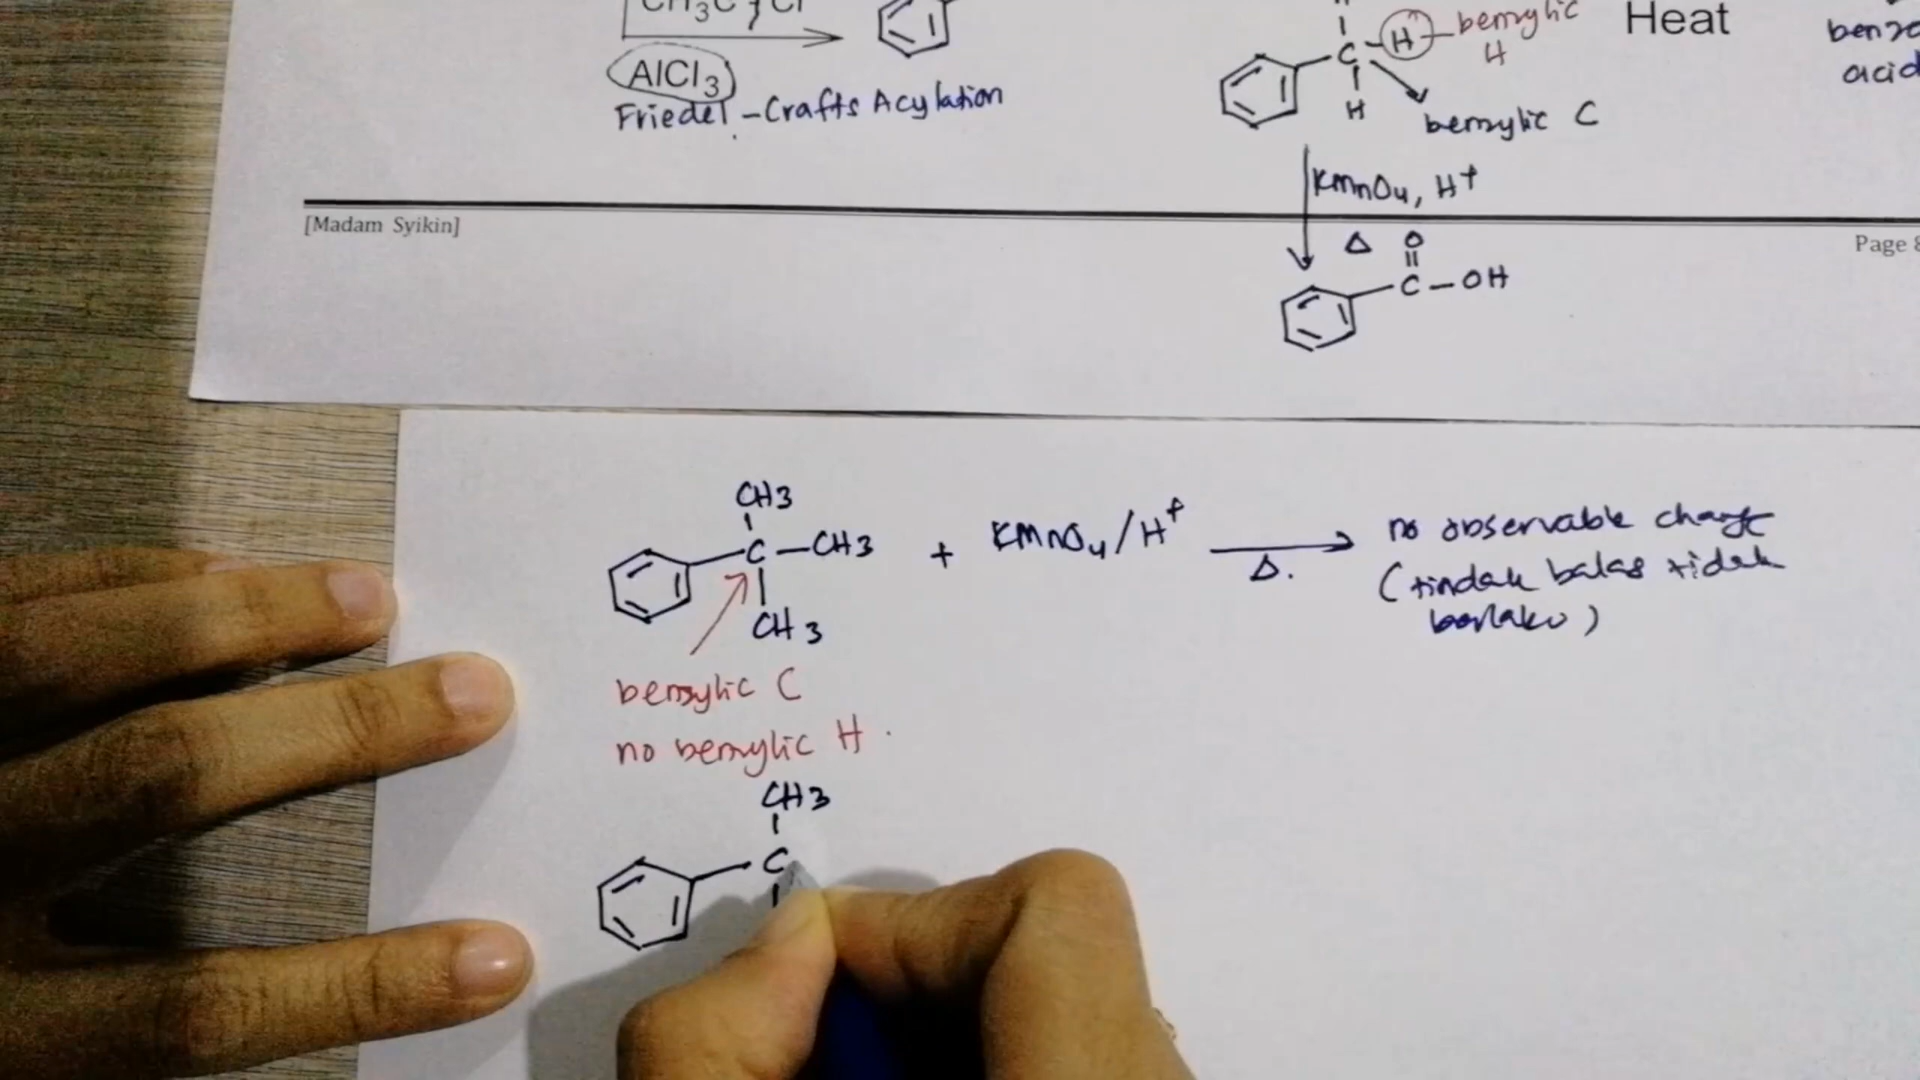 AlCl3
Friedel-Crafts Acylation
C - H - benzylic
H
Heat
H
benzylic C
KMnO4, H+
Δ
O
C - OH
[Madam Syikin]
Page 8
CH3
C - CH3
CH3
+ KMnO4/H+
Δ.
no observable change
(tindak balas tidak
berlaku)
benzylic C
no benzylic H.
CH3
C